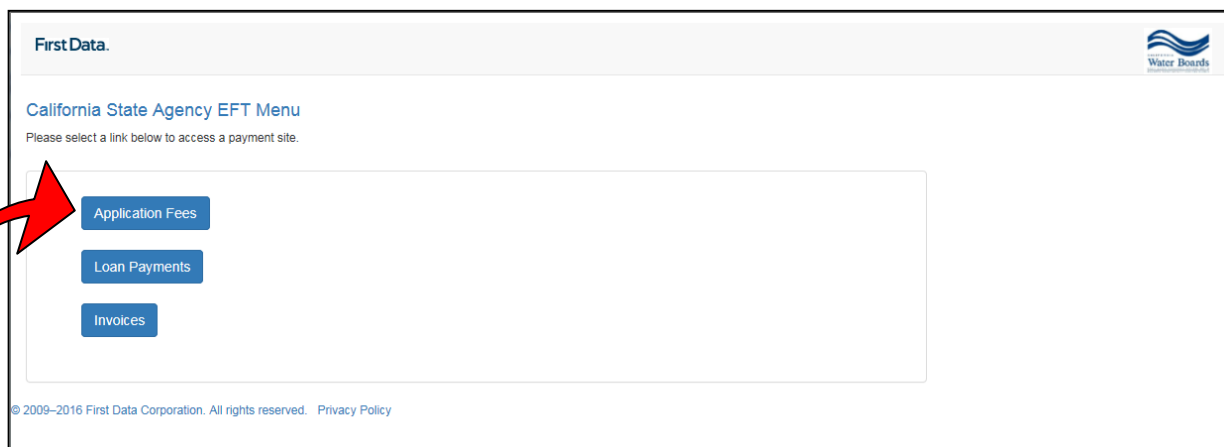 First Data.
Water Boards
California State Agency EFT Menu
Please select a link below to access a payment site.
Application Fees
Loan Payments
Invoices
© 2009–2016 First Data Corporation. All rights reserved. Privacy Policy